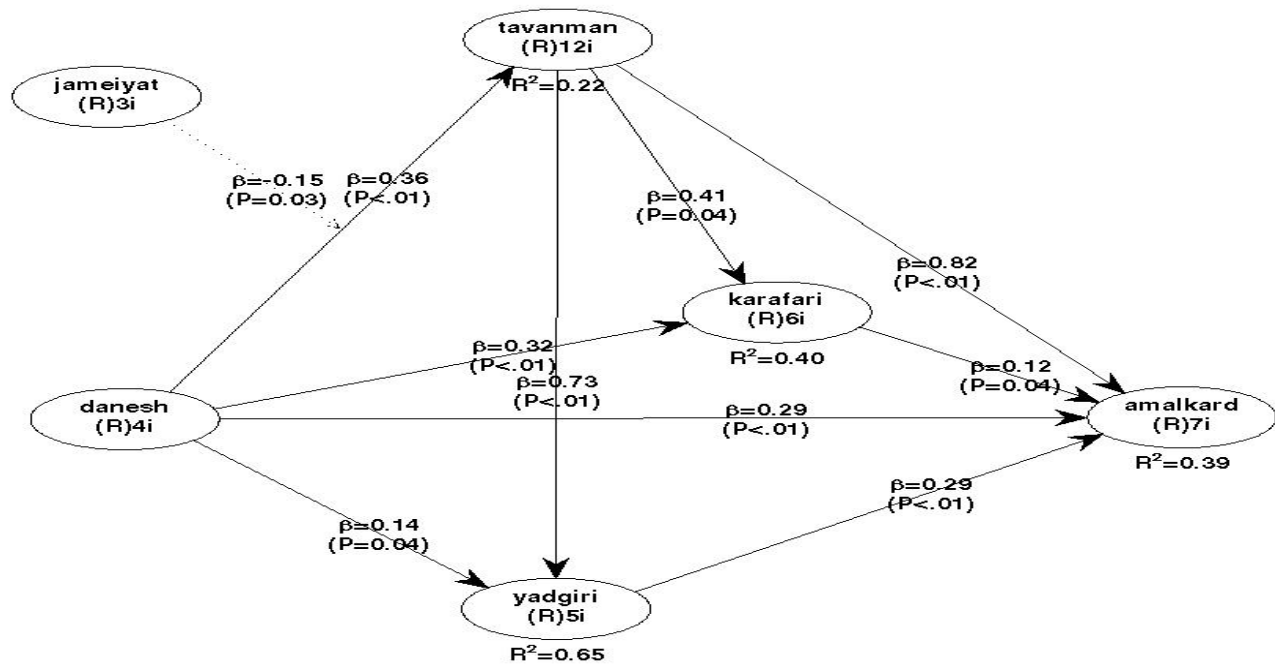 tavanman
(R)12i
R²=0.22
jameiyat
(R)3i
β=-0.15
(P=0.03)
β=0.36
(P<.01)
β=0.41
(P=0.04)
β=0.82
(P<.01)
karafari
(R)6i
R²=0.40
β=0.32
(P<.01)
β=0.73
(P<.01)
β=0.12
(P=0.04)
danesh
(R)4i
β=0.29
(P<.01)
amalkard
(R)7i
R²=0.39
β=0.29
(P<.01)
β=0.14
(P=0.04)
yadgiri
(R)5i
R²=0.65